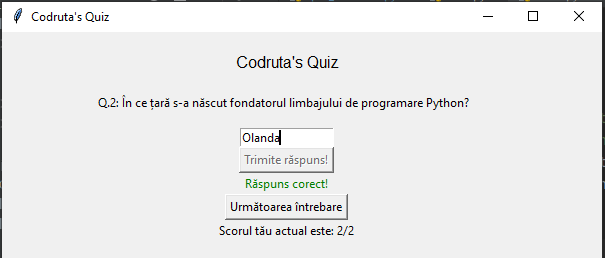 Codruta's Quiz
Codruta's Quiz
Q.2: În ce țară s-a născut fondatorul limbajului de programare Python?
Olanda
Trimite răspuns!
Răspuns corect!
Următoarea întrebare
Scorul tău actual este: 2/2